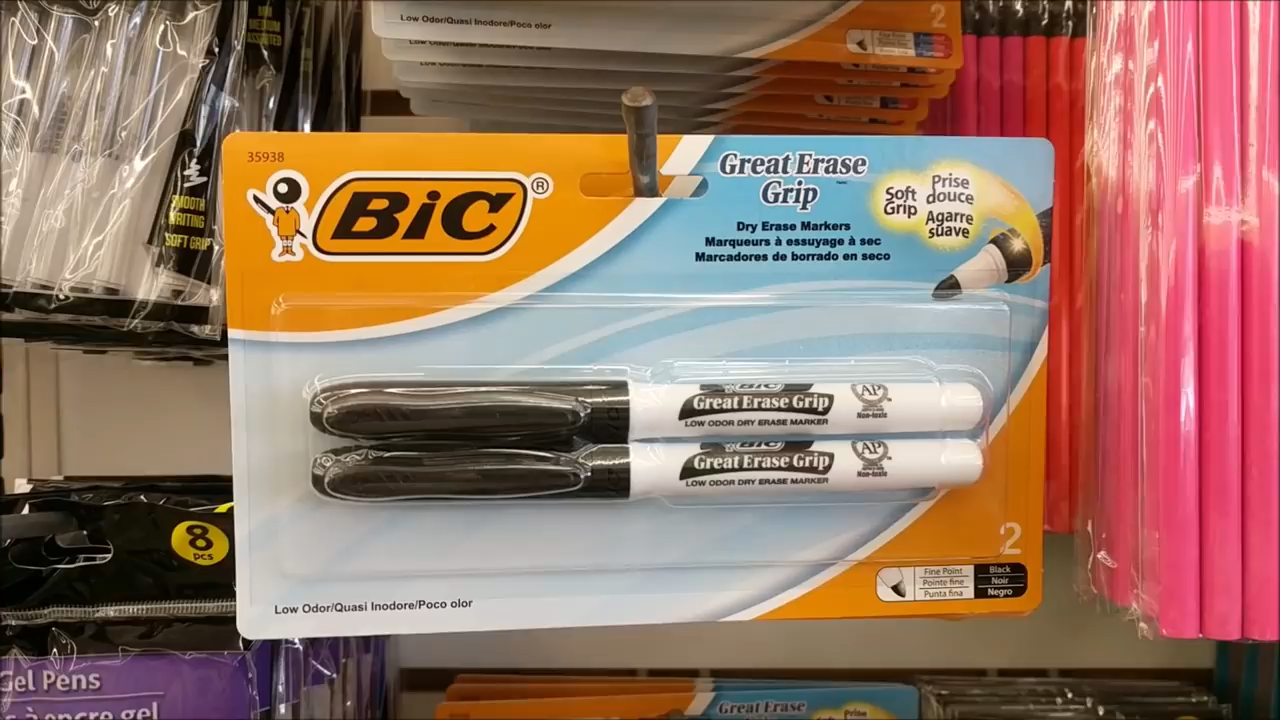 Low Odor/Quasi Inodore/Poco olor
2
SMOOTH
WRITING
SOFT GRIP
35938
BiC®
Great Erase
Grip
Dry Erase Markers
Marqueurs à essuyage à sec
Marcadores de borrado en seco
Soft
Grip
Prise
douce
Agarre
suave
BiC
Great Erase Grip
LOW ODOR DRY ERASE MARKER
AP
Non-toxic
BiC
Great Erase Grip
LOW ODOR DRY ERASE MARKER
AP
Non-toxic
2
Fine Point
Pointe fine
Punta fina
Black
Noir
Negro
Low Odor/Quasi Inodore/Poco olor
8
PCS
Gel Pens
à encre gel
Great Erase
Prise